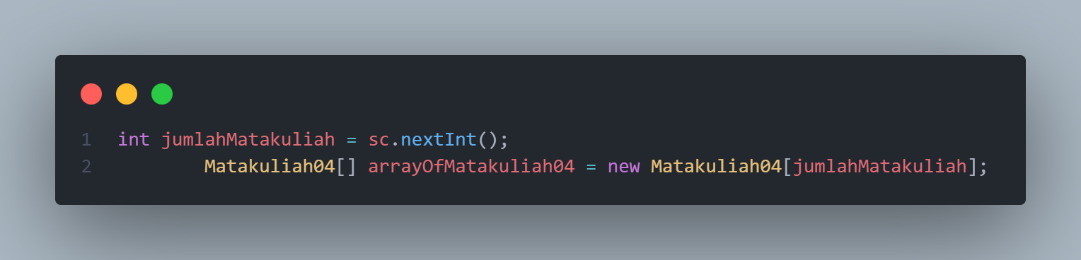 1 int jumlahMatakuliah = sc.nextInt();
2 Matakuliah04[] arrayOfMatakuliah04 = new Matakuliah04[jumlahMatakuliah];